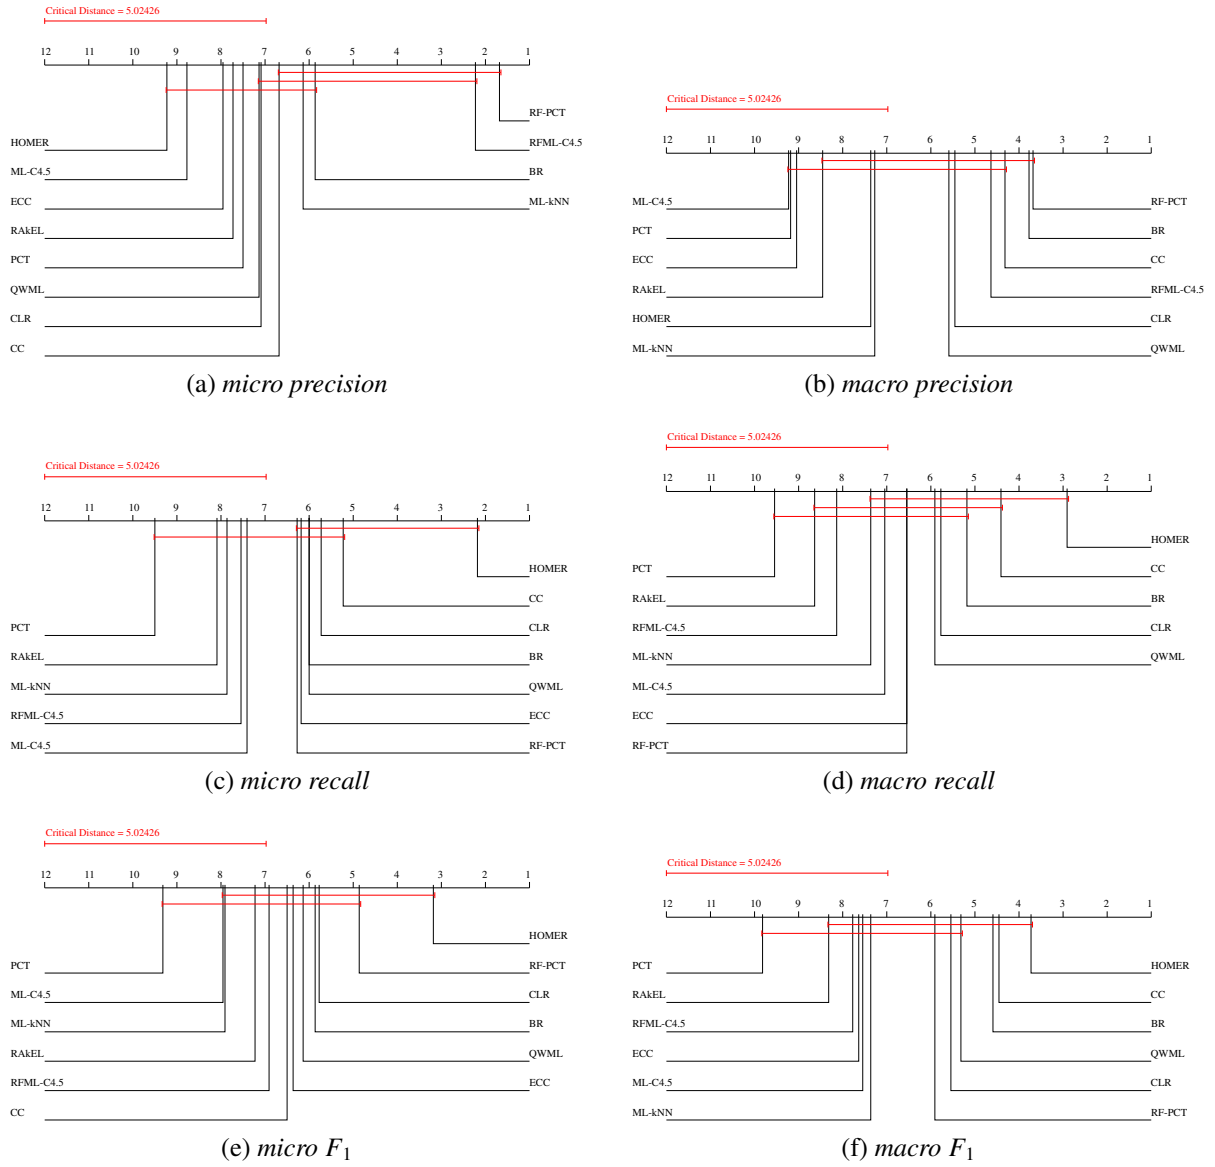 Critical Distance = 5.02426
12 11 10 9 8 7 6 5 4 3 2 1
RF-PCT
HOMER RFML-C4.5
ML-C4.5 BR
ECC ML-kNN
RAkEL
PCT
QWML
CLR
CC
(a) micro precision
Critical Distance = 5.02426
12 11 10 9 8 7 6 5 4 3 2 1
ML-C4.5 RF-PCT
PCT BR
ECC CC
RAkEL RFML-C4.5
HOMER CLR
ML-kNN QWML
(b) macro precision
Critical Distance = 5.02426
12 11 10 9 8 7 6 5 4 3 2 1
HOMER
CC
PCT CLR
RAkEL BR
ML-kNN QWML
RFML-C4.5 ECC
ML-C4.5 RF-PCT
(c) micro recall
Critical Distance = 5.02426
12 11 10 9 8 7 6 5 4 3 2 1
HOMER
PCT CC
RAkEL BR
RFML-C4.5 CLR
ML-kNN QWML
ML-C4.5
ECC
RF-PCT
(d) macro recall
Critical Distance = 5.02426
12 11 10 9 8 7 6 5 4 3 2 1
HOMER
PCT RF-PCT
ML-C4.5 CLR
ML-kNN BR
RAkEL QWML
RFML-C4.5 ECC
CC
(e) micro F1
Critical Distance = 5.02426
12 11 10 9 8 7 6 5 4 3 2 1
PCT HOMER
RAkEL CC
RFML-C4.5 BR
ECC QWML
ML-C4.5 CLR
ML-kNN RF-PCT
(f) macro F1